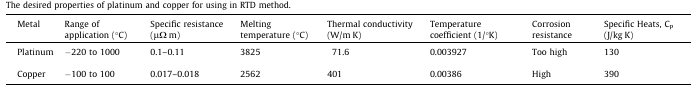 The desired properties of platinum and copper for using in RTD method.
Metal Range of application (°C) Specific resistance (μΩ m) Melting temperature (°C) Thermal conductivity (W/m K) Temperature coefficient (1/°K) Corrosion resistance Specific Heats, Cp (J/kg K)
Platinum −220 to 1000 0.1–0.11 3825 71.6 0.003927 Too high 130
Copper −100 to 100 0.017–0.018 2562 401 0.00386 High 390